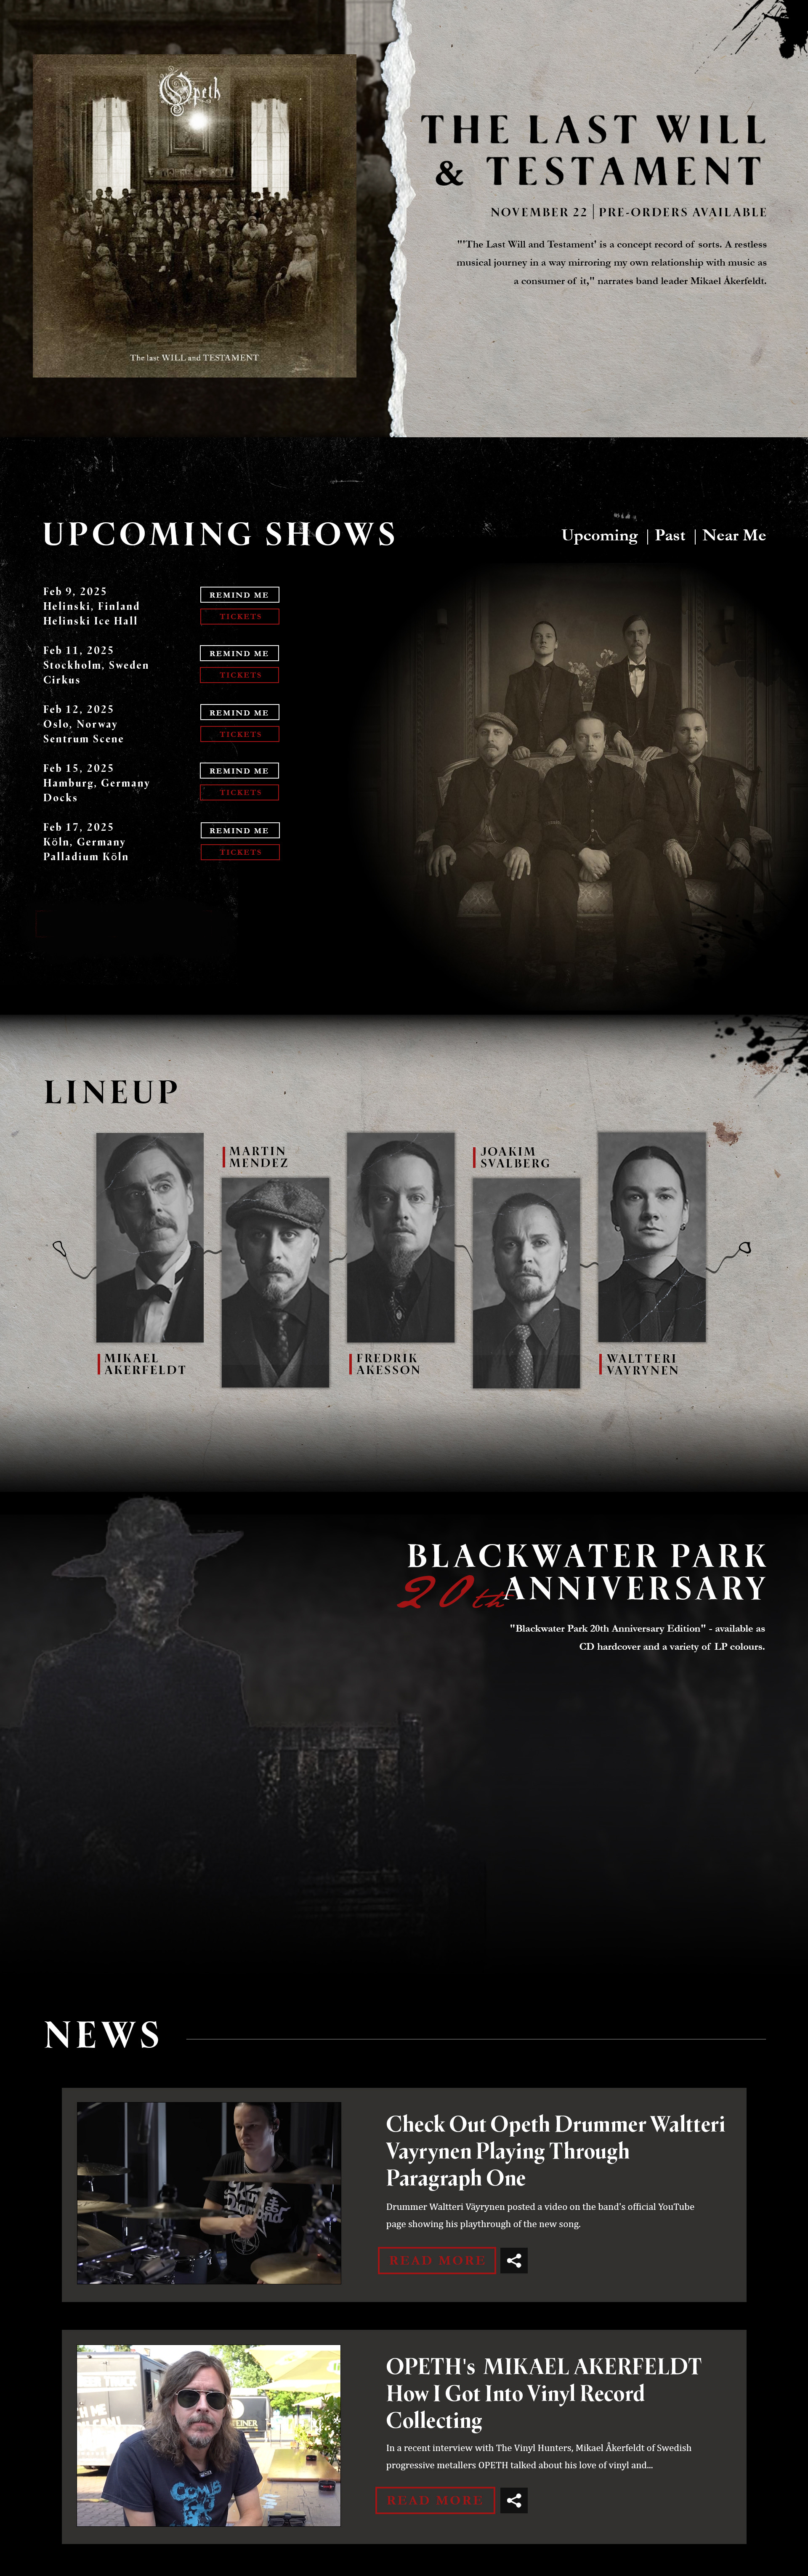 Opeth
The last WILL and TESTAMENT
THE LAST WILL
& TESTAMENT
NOVEMBER 22 | PRE-ORDERS AVAILABLE
"'The Last Will and Testament' is a concept record of sorts. A restless
musical journey in a way mirroring my own relationship with music as
a consumer of it," narrates band leader Mikael Åkerfeldt.
UPCOMING SHOWS
Upcoming | Past | Near Me
Feb 9, 2025
Helinski, Finland
Helinski Ice Hall
REMIND ME
TICKETS
Feb 11, 2025
Stockholm, Sweden
Cirkus
REMIND ME
TICKETS
Feb 12, 2025
Oslo, Norway
Sentrum Scene
REMIND ME
TICKETS
Feb 15, 2025
Hamburg, Germany
Docks
REMIND ME
TICKETS
Feb 17, 2025
Köln, Germany
Palladium Köln
REMIND ME
TICKETS
LINEUP
MIKAEL
AKERFELDT
MARTIN
MENDEZ
FREDRIK
AKESSON
JOAKIM
SVALBERG
WALTTERI
VAYRYNEN
BLACKWATER PARK
20th ANNIVERSARY
"Blackwater Park 20th Anniversary Edition" - available as
CD hardcover and a variety of LP colours.
NEWS
Check Out Opeth Drummer Waltteri
Vayrynen Playing Through
Paragraph One
Drummer Waltteri Väyrynen posted a video on the band's official YouTube
page showing his playthrough of the new song.
READ MORE
OPETH's MIKAEL AKERFELDT
How I Got Into Vinyl Record
Collecting
In a recent interview with The Vinyl Hunters, Mikael Åkerfeldt of Swedish
progressive metallers OPETH talked about his love of vinyl and...
READ MORE